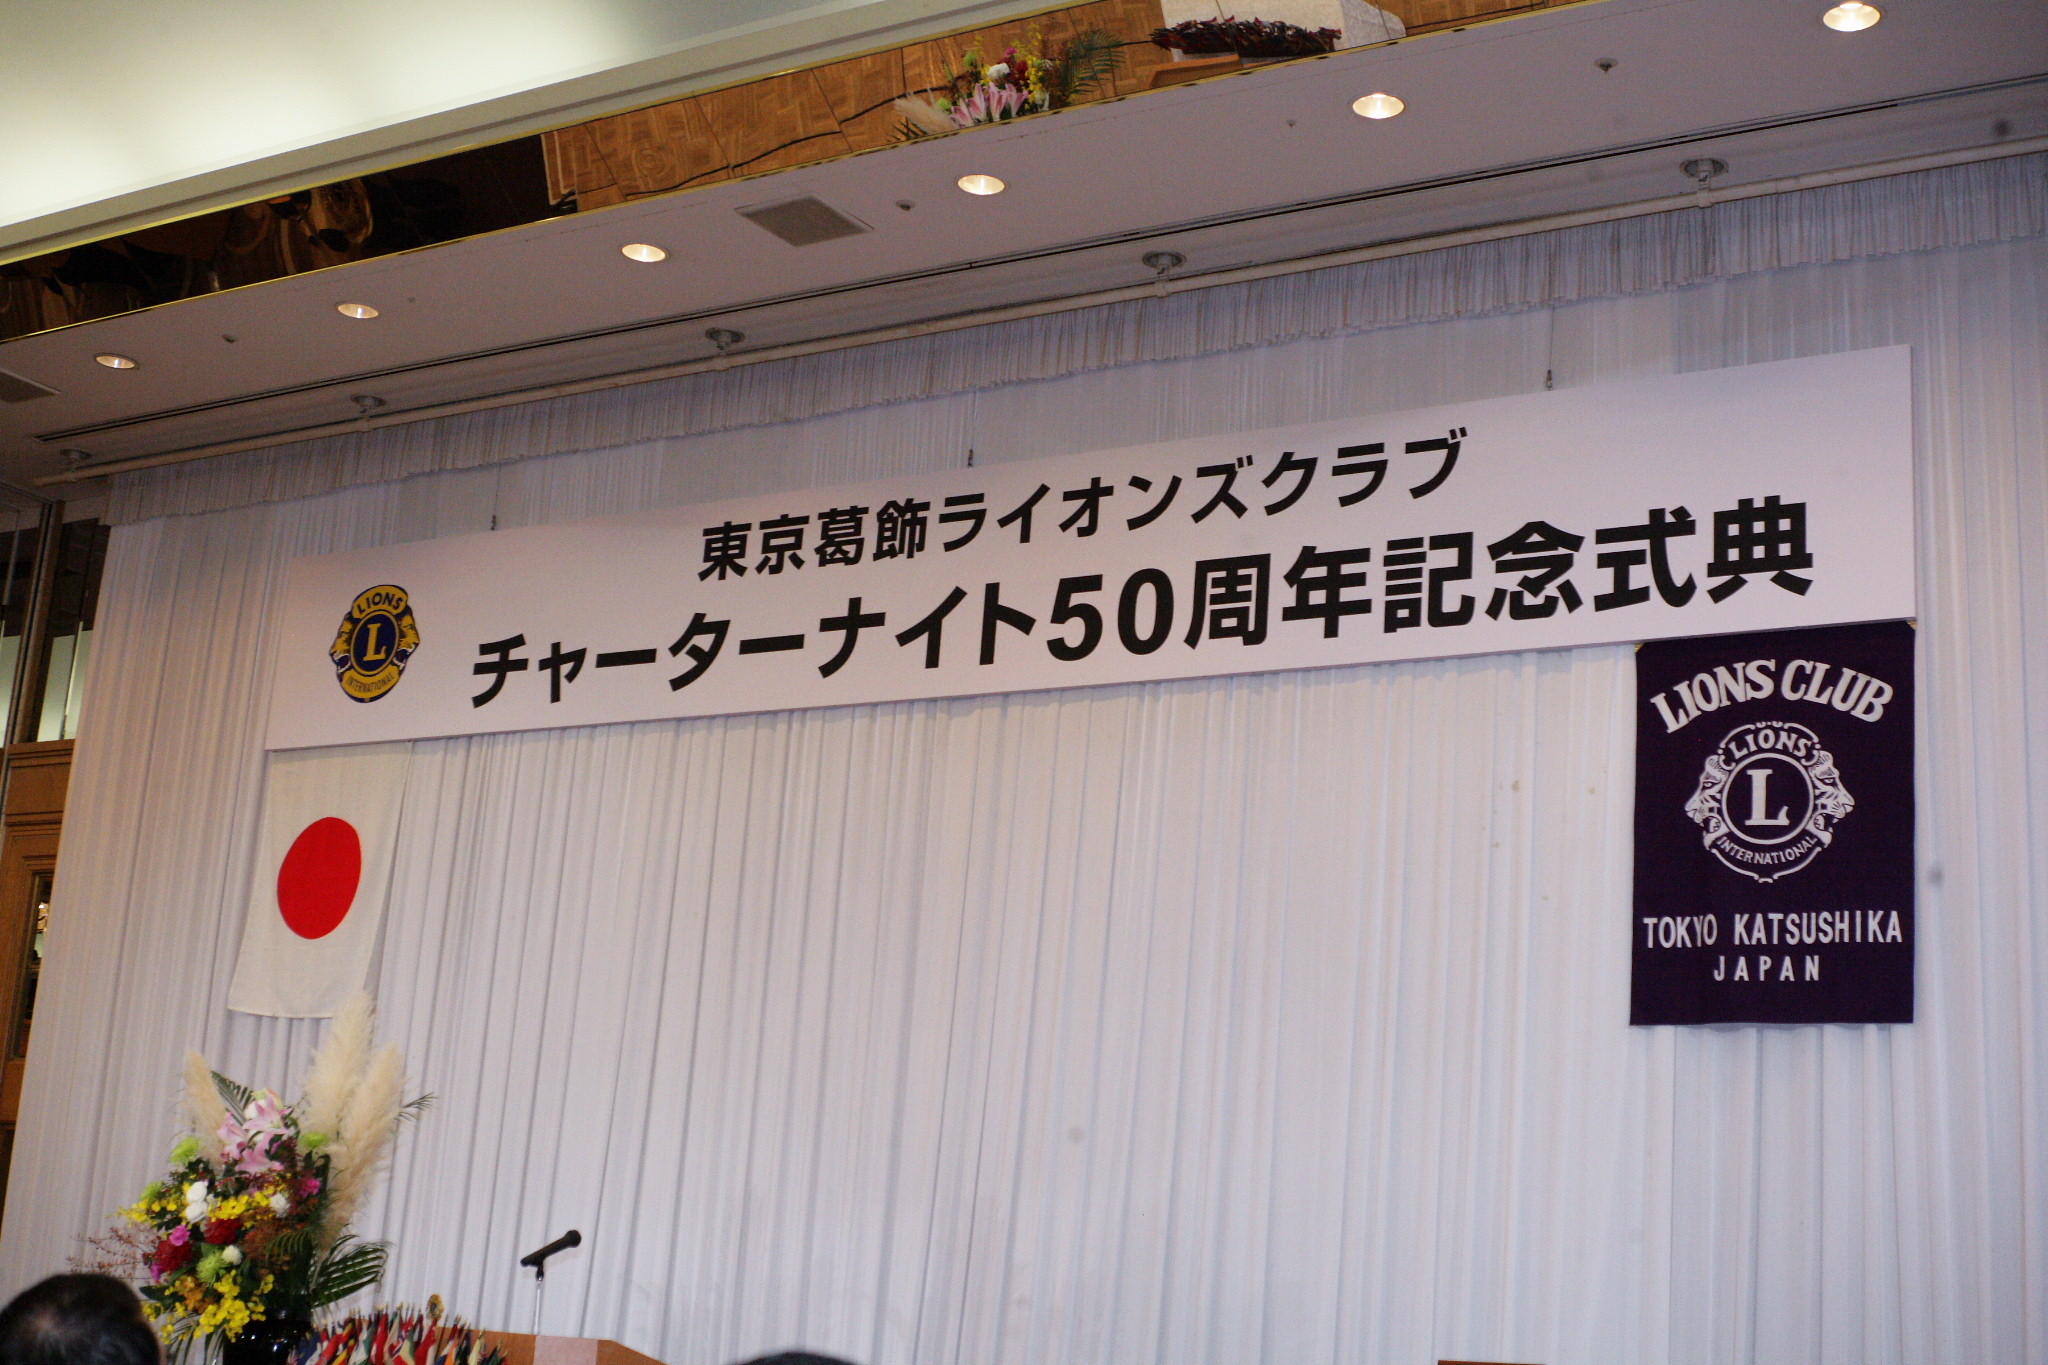 東京葛飾ライオンズクラブ
チャーターナイト50周年記念式典
LIONS
L
INTERNATIONAL
LIONS CLUB
LIONS
L
INTERNATIONAL
TOKYO KATSUSHIKA
JAPAN